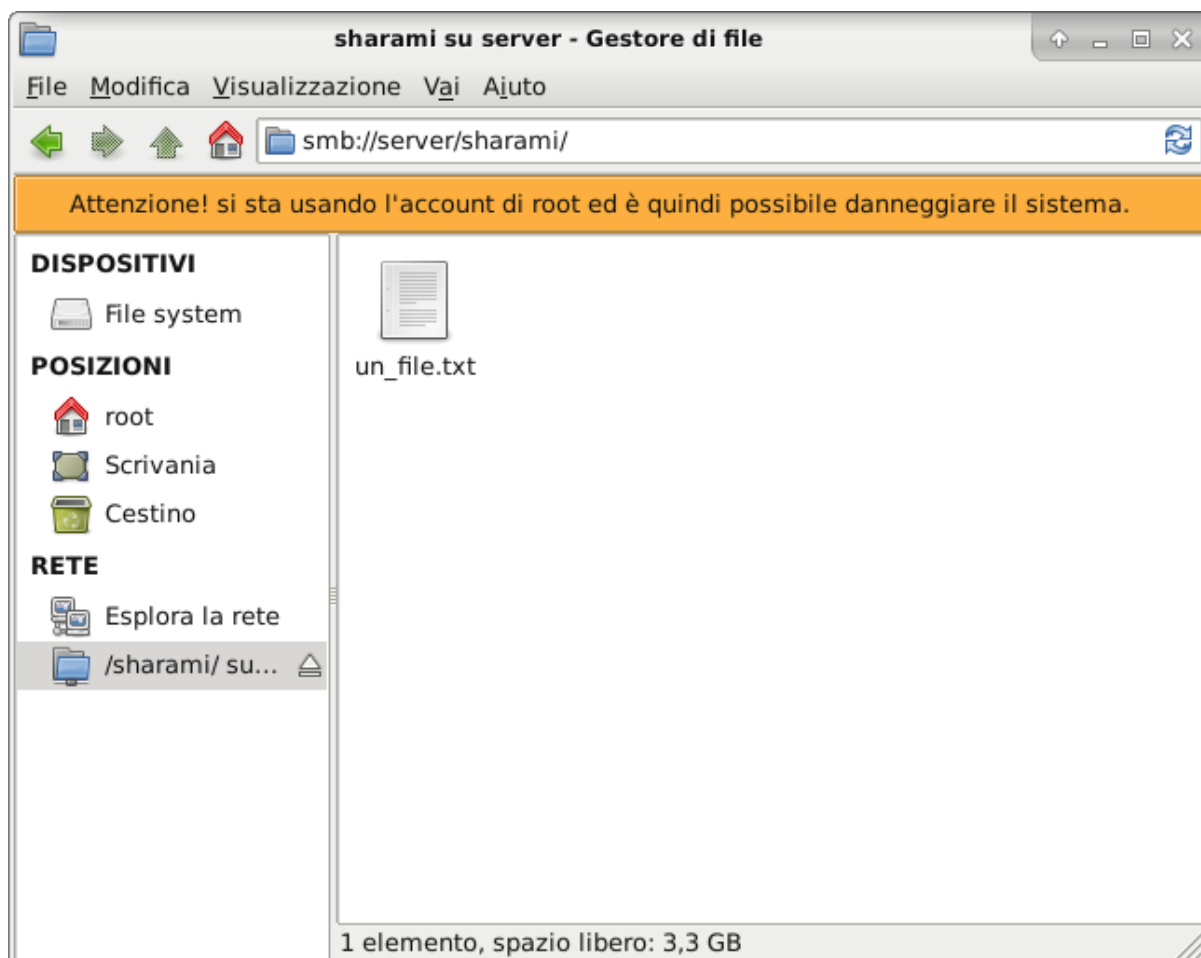 sharami su server - Gestore di file
File Modifica Visualizzazione Vai Aiuto
smb://server/sharami/
Attenzione! si sta usando l'account di root ed è quindi possibile danneggiare il sistema.
DISPOSITIVI
File system
POSIZIONI
root
Scrivania
Cestino
RETE
Esplora la rete
/sharami/ su...
un_file.txt
1 elemento, spazio libero: 3,3 GB